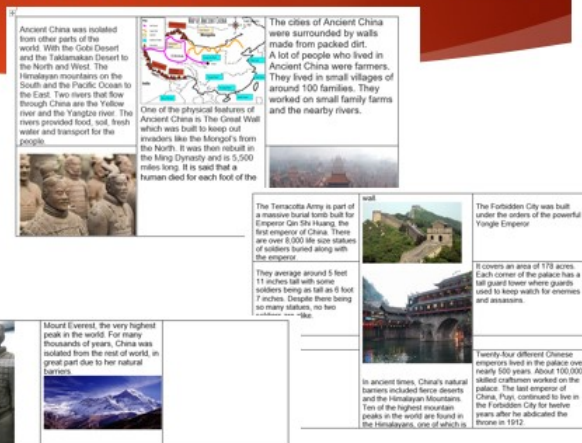 Ancient China was isolated
from other parts of the
world. With the Gobi Desert
and the Taklamakan Desert to
the North and West. The
Himalayan mountains on the
South and the Pacific Ocean to
the East. Two rivers that flow
through China are the Yellow
river and the Yangtze river. The
rivers provided food, soil, fresh
water and transport for the
people.
One of the physical features of
Ancient China is The Great Wall
which was built to keep out
invaders like the Mongol's from
the North. It was then rebuilt in
the Ming Dynasty and is 5,500
miles long. It is said that a
human died for each foot of the
The cities of Ancient China
were surrounded by walls
made from packed dirt.
A lot of people who lived in
Ancient China were farmers.
They lived in small villages of
around 100 families. They
worked on small family farms
and the nearby rivers.
The Terracotta Army is part of
a massive burial tomb built for
Emperor Qin Shi Huang, the
first emperor of China. There
are over 8,000 life size statues
of soldiers buried along with
the emperor.
They average around 5 feet
11 inches tall with some
soldiers being as tall as 6 foot
7 inches. Despite there being
so many statues, no two
soldiers are alike.
wall
In ancient times, China's natural
barriers included fierce deserts
and the Himalayan Mountains.
Ten of the highest mountain
peaks in the world are found in
the Himalayans, one of which is
The Forbidden City was built
under the orders of the powerful
Yongle Emperor
It covers an area of 178 acres.
Each corner of the palace has a
tall guard tower where guards
used to keep watch for enemies
and assassins.
Twenty-four different Chinese
emperors lived in the palace over
nearly 500 years. About 100,000
skilled craftsmen worked on the
palace. The last emperor of
China, Puyi, continued to live in
the Forbidden City for twelve
years after he abdicated the
throne in 1912.
Mount Everest, the very highest
peak in the world. For many
thousands of years, China was
isolated from the rest of world, in
great part due to her natural
barriers.